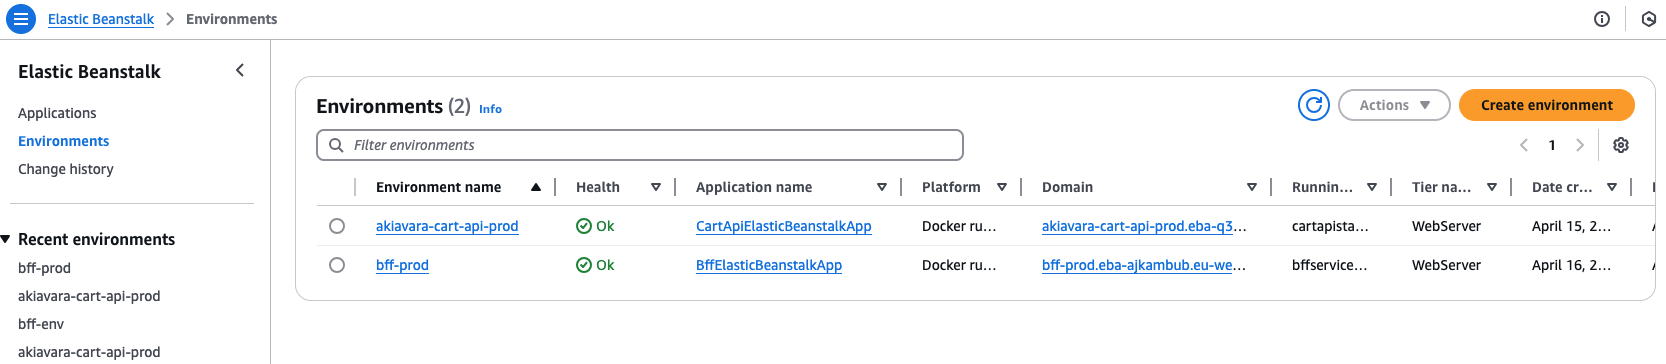 Elastic Beanstalk > Environments
Elastic Beanstalk
Applications
Environments
Change history
Recent environments
bff-prod
akiavara-cart-api-prod
bff-env
akiavara-cart-api-prod
Environments (2) Info
Actions
Create environment
Filter environments
1
Environment name Health Application name Platform Domain Runnin... Tier na... Date cr...
akiavara-cart-api-prod Ok CartApiElasticBeanstalkApp Docker ru... akiavara-cart-api-prod.eba-q3... cartapista... WebServer April 15, 2...
bff-prod Ok BffElasticBeanstalkApp Docker ru... bff-prod.eba-ajkambub.eu-we... bffservice... WebServer April 16, 2...